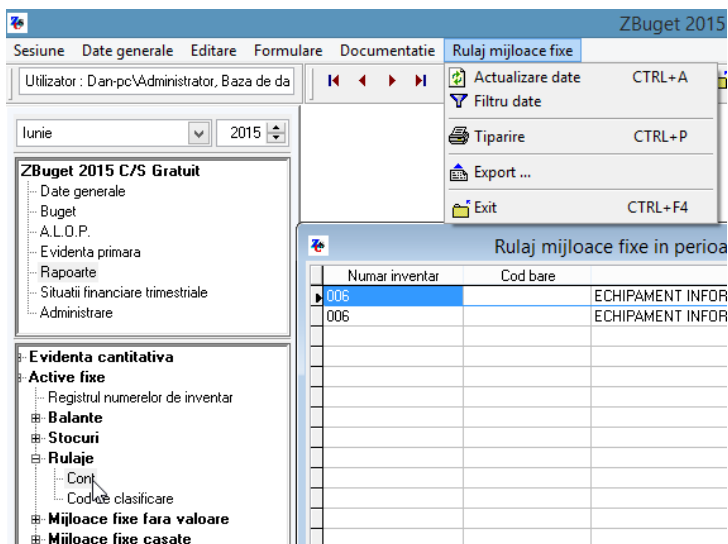 ZBuget 2015
Sesiune Date generale Editare Formulare Documentatie Rulaj mijloace fixe
Utilizator : Dan-pc\Administrator, Baza de da
Actualizare date CTRL+A
Filtru date
Tiparire CTRL+P
Export ...
Exit CTRL+F4
Iunie 2015
ZBuget 2015 C/S Gratuit
Date generale
Buget
A.L.O.P.
Evidenta primara
Rapoarte
Situatii financiare trimestriale
Administrare
Rulaj mijloace fixe in perioa
Numar inventar Cod bare
006 ECHIPAMENT INFOR
006 ECHIPAMENT INFOR
Evidenta cantitativa
Active fixe
Registrul numerelor de inventar
Balante
Stocuri
Rulaje
Cont
Cod de clasificare
Mijloace fixe fara valoare
Mijloace fixe casate